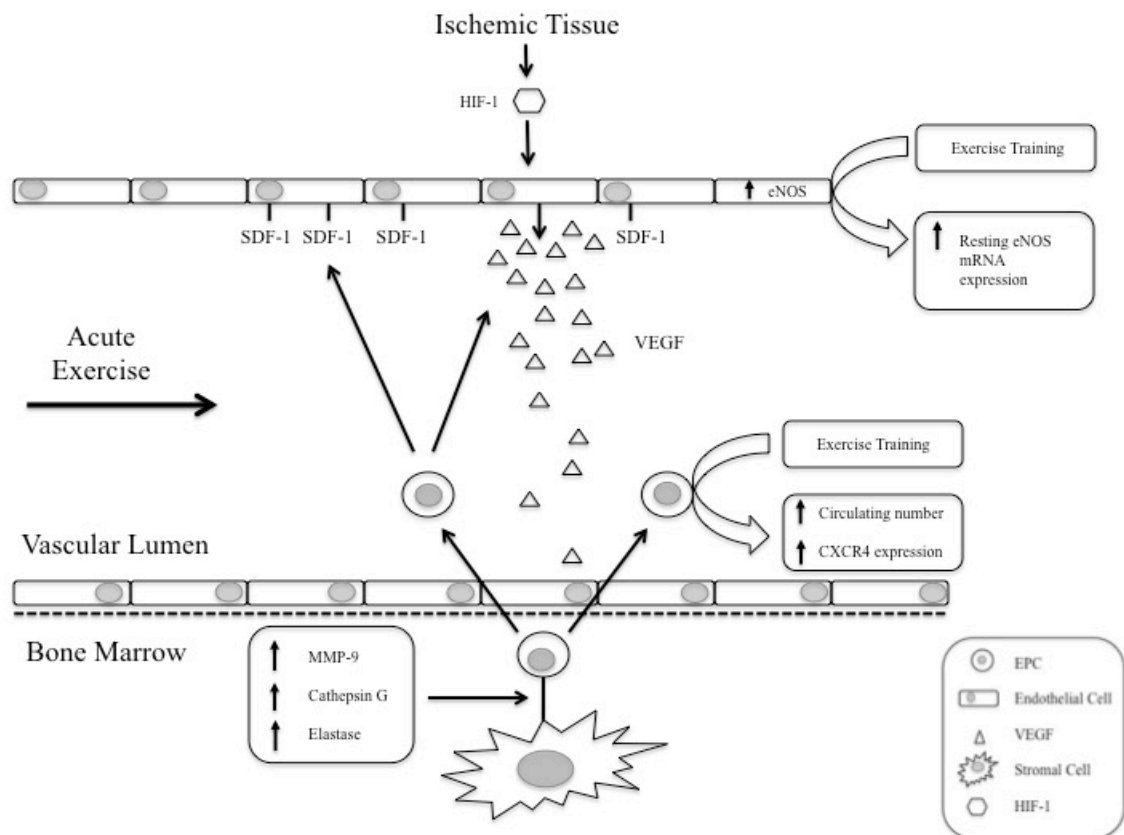 Ischemic Tissue
HIF-1
Exercise Training
eNOS
SDF-1 SDF-1 SDF-1 SDF-1
Resting eNOS
mRNA
expression
VEGF
Acute
Exercise
Exercise Training
Circulating number
CXCR4 expression
Vascular Lumen
Bone Marrow
MMP-9
Cathepsin G
Elastase
EPC
Endothelial Cell
VEGF
Stromal Cell
HIF-1